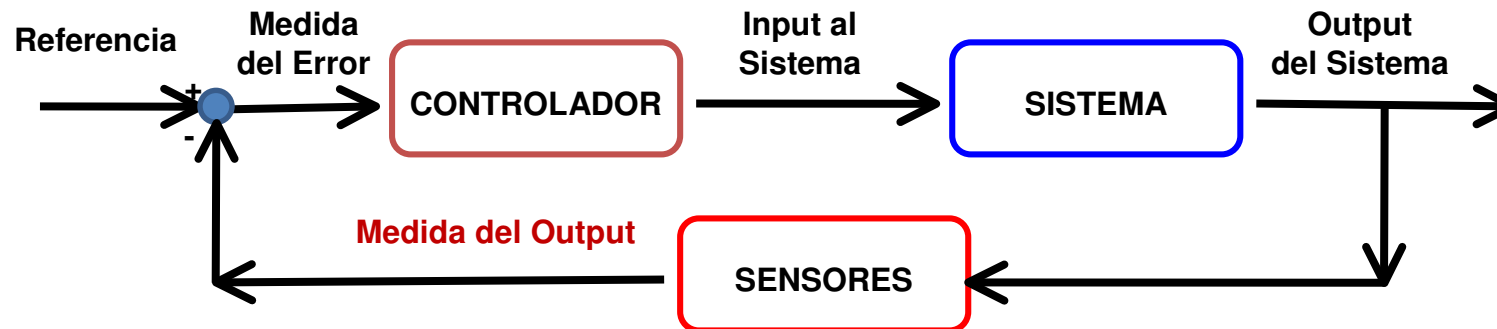 Referencia
Medida
del Error
Input al
Sistema
Output
del Sistema
+
CONTROLADOR
SISTEMA
-
Medida del Output
SENSORES